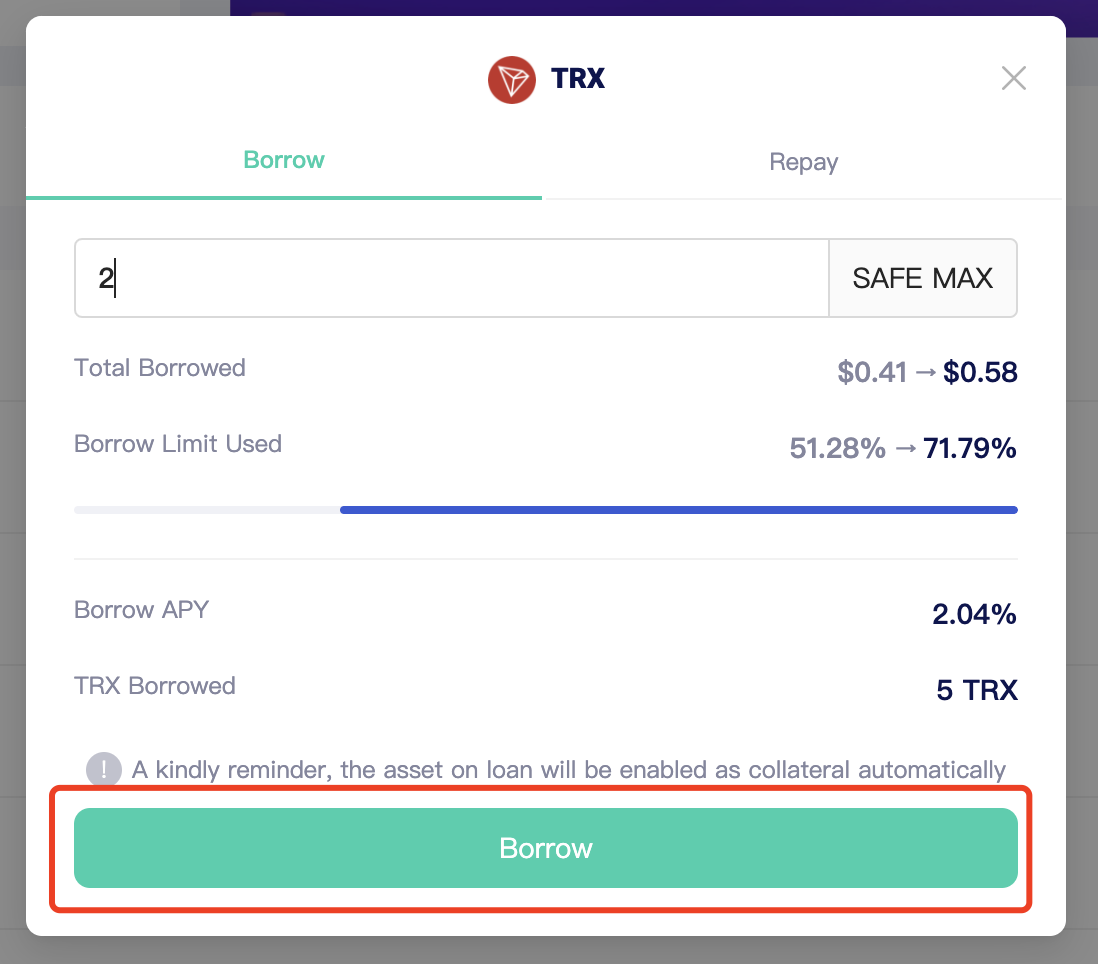 TRX
Borrow
Repay
2
SAFE MAX
Total Borrowed
$0.41 → $0.58
Borrow Limit Used
51.28% → 71.79%
Borrow APY
2.04%
TRX Borrowed
5 TRX
! A kindly reminder, the asset on loan will be enabled as collateral automatically
Borrow